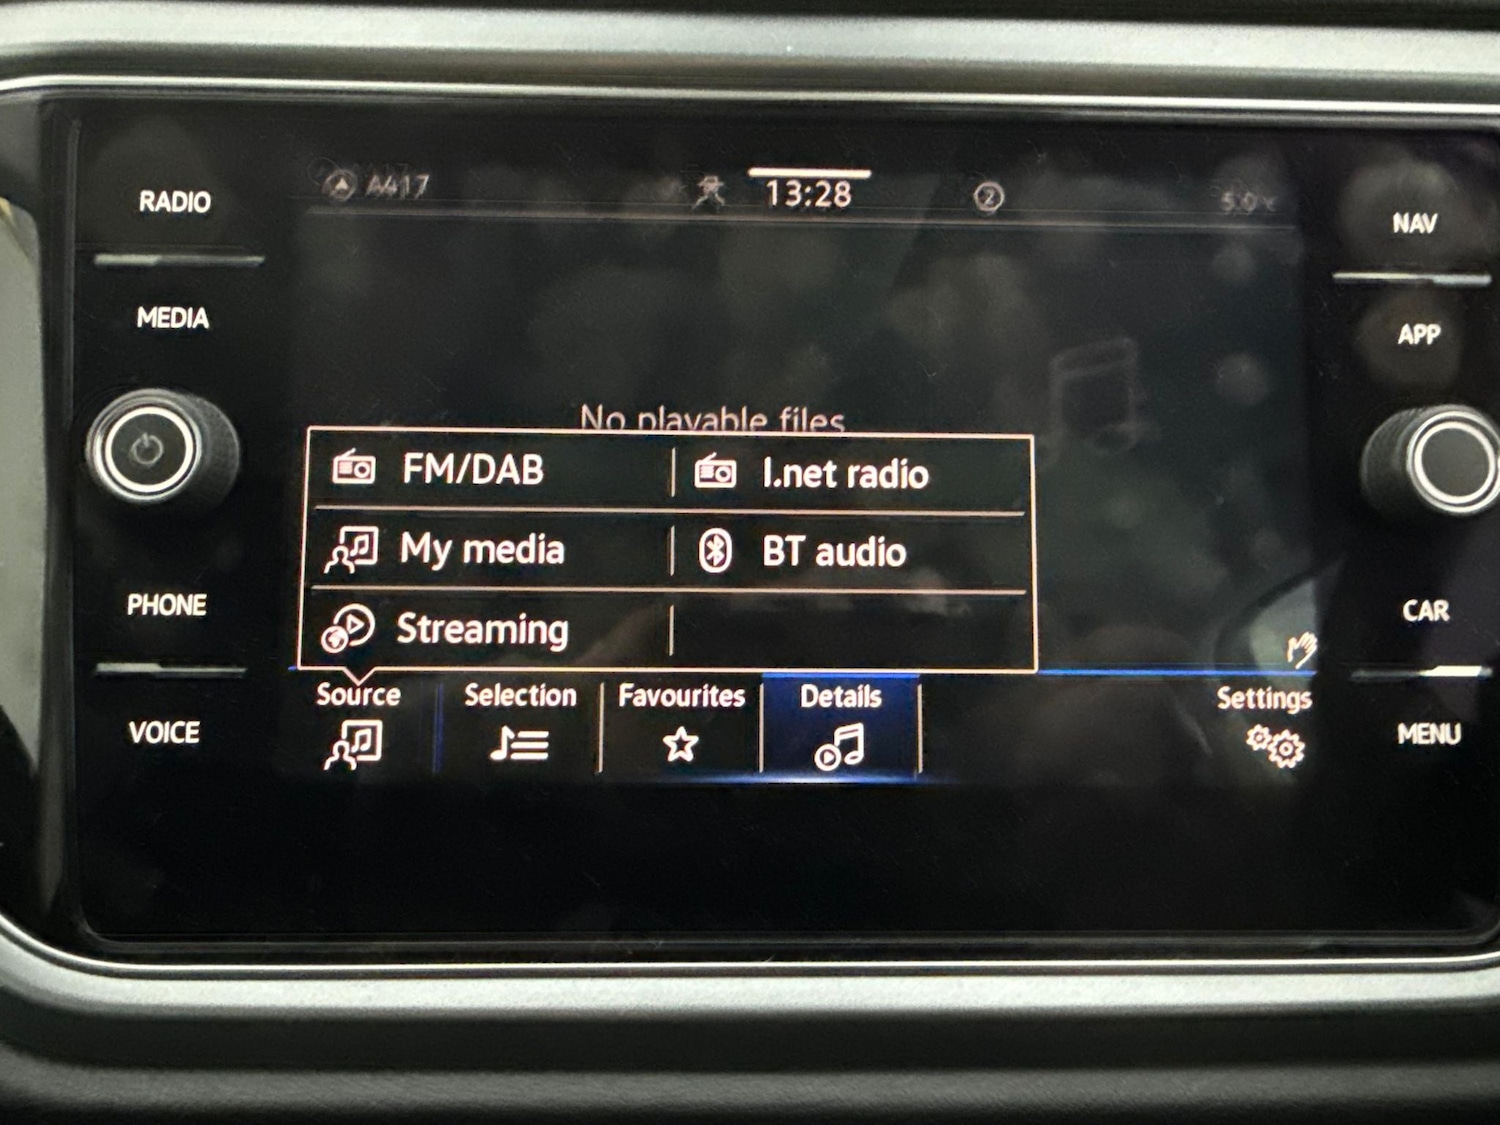 RADIO
MEDIA
PHONE
VOICE
A417
13:28
2
No playable files
FM/DAB
I.net radio
My media
BT audio
Streaming
Source
Selection
Favourites
Details
Settings
NAV
APP
CAR
MENU